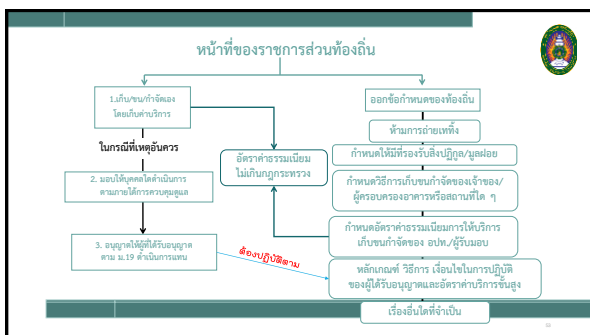 หน้าที่ของราชการส่วนท้องถิ่น
1.เก็บ/ขน/กำจัดเอง
โดยเก็บค่าบริการ
ในกรณีที่เหตุอันควร
2. มอบให้บุคคลใดดำเนินการ
ตามภายใต้การควบคุมดูแล
3. อนุญาตให้ผู้ที่ได้รับอนุญาต
ตาม ม.19 ดำเนินการแทน
อัตราค่าธรรมเนียม
ไม่เกินกฎกระทรวง
ต้องปฏิบัติตาม
ออกข้อกำหนดของท้องถิ่น
ห้ามการถ่ายเททิ้ง
กำหนดให้มีที่รองรับสิ่งปฏิกูล/มูลฝอย
กำหนดวิธีการเก็บขนกำจัดของเจ้าของ/
ผู้ครอบครองอาคารหรือสถานที่ใด ๆ
กำหนดอัตราค่าธรรมเนียมการให้บริการ
เก็บขนกำจัดของ อปท./ผู้รับมอบ
หลักเกณฑ์ วิธีการ เงื่อนไขในการปฏิบัติ
ของผู้ได้รับอนุญาตและอัตราค่าบริการขั้นสูง
เรื่องอื่นใดที่จำเป็น